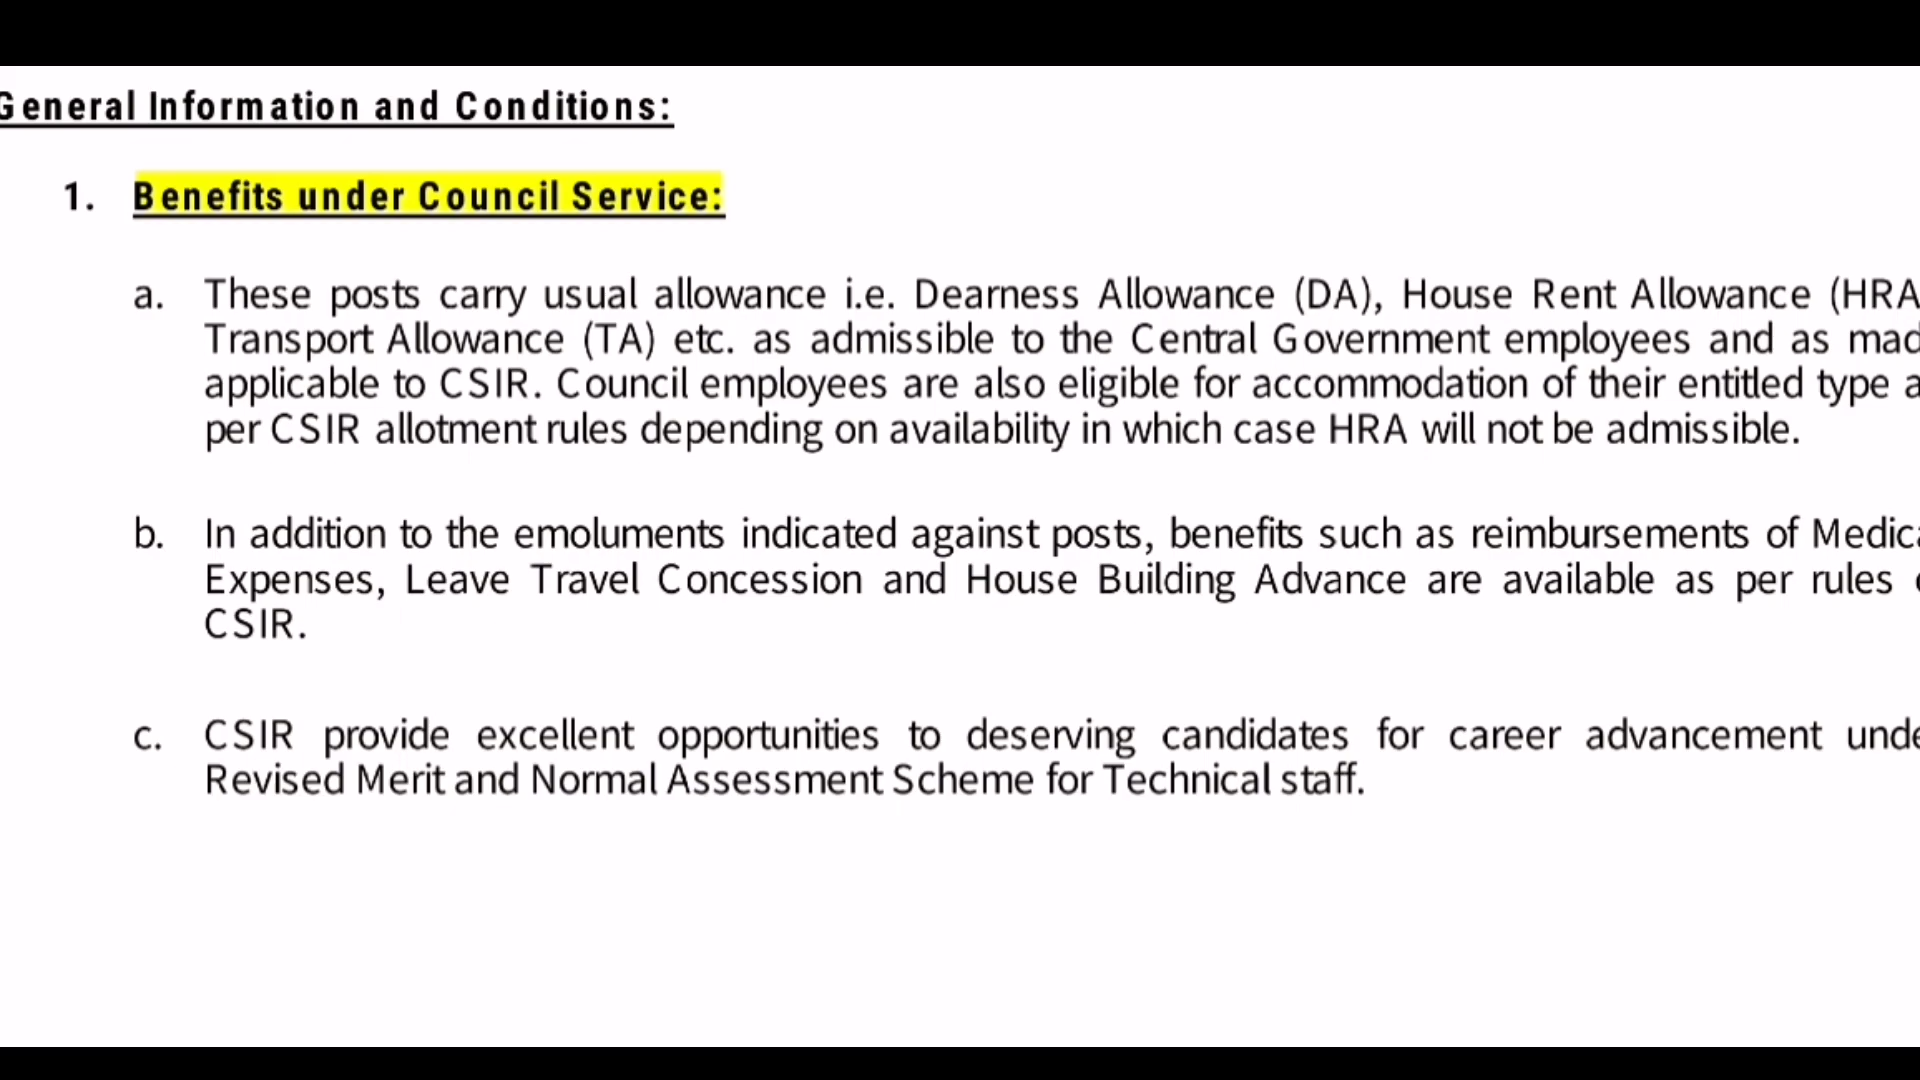 General Information and Conditions:
1. Benefits under Council Service:
a. These posts carry usual allowance i.e. Dearness Allowance (DA), House Rent Allowance (HRA
Transport Allowance (TA) etc. as admissible to the Central Government employees and as mad
applicable to CSIR. Council employees are also eligible for accommodation of their entitled type a
per CSIR allotment rules depending on availability in which case HRA will not be admissible.
b. In addition to the emoluments indicated against posts, benefits such as reimbursements of Medica
Expenses, Leave Travel Concession and House Building Advance are available as per rules
CSIR.
c. CSIR provide excellent opportunities to deserving candidates for career advancement unde
Revised Merit and Normal Assessment Scheme for Technical staff.